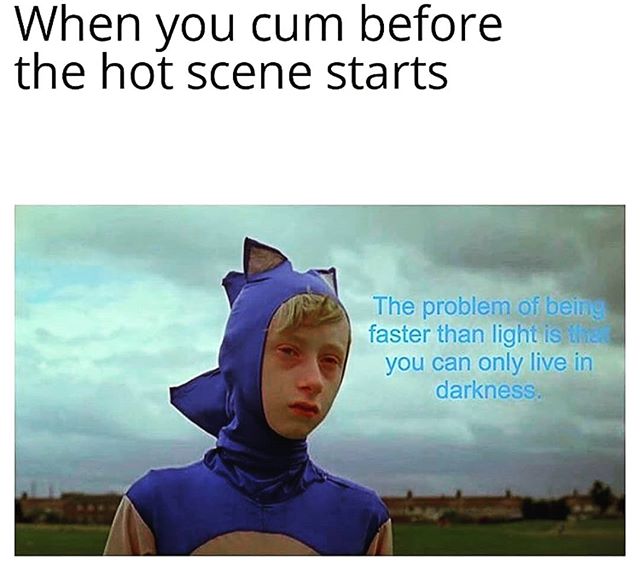 When you cum before
the hot scene starts
The problem of being
faster than light is that
you can only live in
darkness.